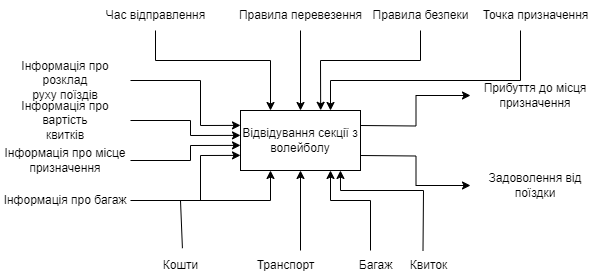 Час відправлення
Правила перевезення
Правила безпеки
Точка призначення
Інформація про
розклад
руху поїздів
Інформація про
вартість
квитків
Інформація про місце
призначення
Інформація про багаж
Відвідування секції з
волейболу
Прибуття до місця
призначення
Задоволення від
поїздки
Кошти
Транспорт
Багаж
Квиток